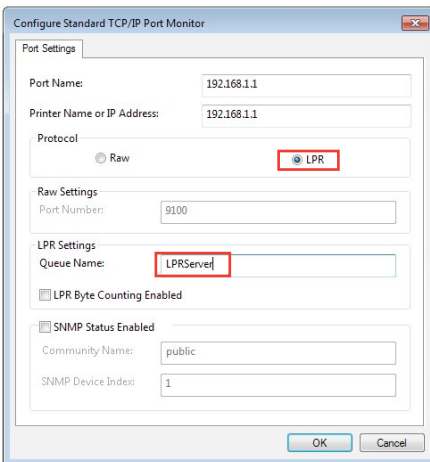 Configure Standard TCP/IP Port Monitor
Port Settings
Port Name: 192.168.1.1
Printer Name or IP Address: 192.168.1.1
Protocol
Raw LPR
Raw Settings
Port Number: 9100
LPR Settings
Queue Name: LPRServer
LPR Byte Counting Enabled
SNMP Status Enabled
Community Name: public
SNMP Device Index: 1
OK Cancel